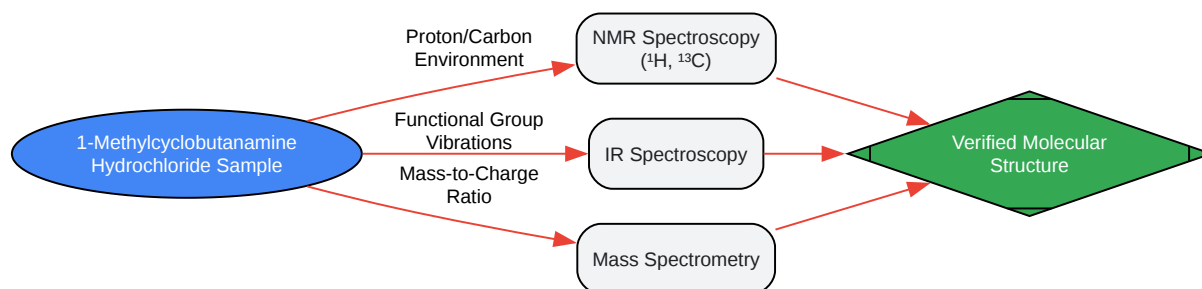 Proton/Carbon
Environment
NMR Spectroscopy
(¹H, ¹³C)
1-Methylcyclobutanamine
Hydrochloride Sample
Functional Group
Vibrations
IR Spectroscopy
Verified Molecular
Structure
Mass-to-Charge
Ratio
Mass Spectrometry